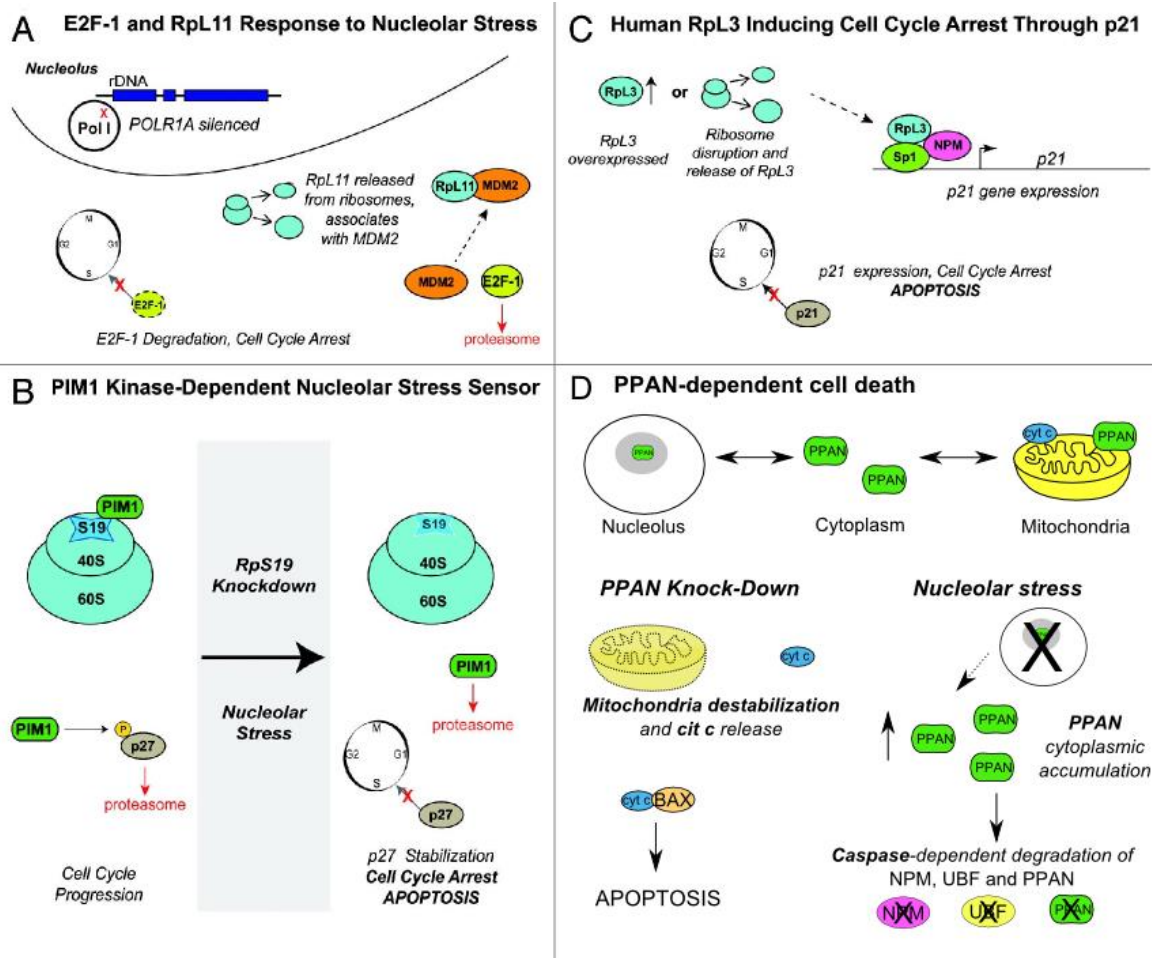 A E2F-1 and RpL11 Response to Nucleolar Stress
Nucleolus
rDNA
X
Pol I
POLR1A silenced
RpL11 released
from ribosomes,
associates
with MDM2
RpL11 MDM2
M
G2 G1
S
X
E2F-1
MDM2 E2F-1
proteasome
E2F-1 Degradation, Cell Cycle Arrest
B PIM1 Kinase-Dependent Nucleolar Stress Sensor
PIM1
S19
40S
60S
RpS19
Knockdown
S19
40S
60S
PIM1
proteasome
PIM1
P
p27
proteasome
Nucleolar
Stress
M
G2 G1
S
X
p27
Cell Cycle
Progression
p27 Stabilization
Cell Cycle Arrest
APOPTOSIS
C Human RpL3 Inducing Cell Cycle Arrest Through p21
RpL3 or
RpL3
overexpressed
Ribosome
disruption and
release of RpL3
RpL3
NPM
Sp1
p21
p21 gene expression
M
G2 G1
S
X
p21
p21 expression, Cell Cycle Arrest
APOPTOSIS
D PPAN-dependent cell death
PPAN
Nucleolus
PPAN
PPAN
Cytoplasm
cyt c
PPAN
Mitochondria
PPAN Knock-Down
cyt c
Mitochondria destabilization
and cit c release
cyt c BAX
APOPTOSIS
Nucleolar stress
PPAN
PPAN
PPAN
PPAN
cytoplasmic
accumulation
Caspase-dependent degradation of
NPM, UBF and PPAN
NPM UBF PPAN